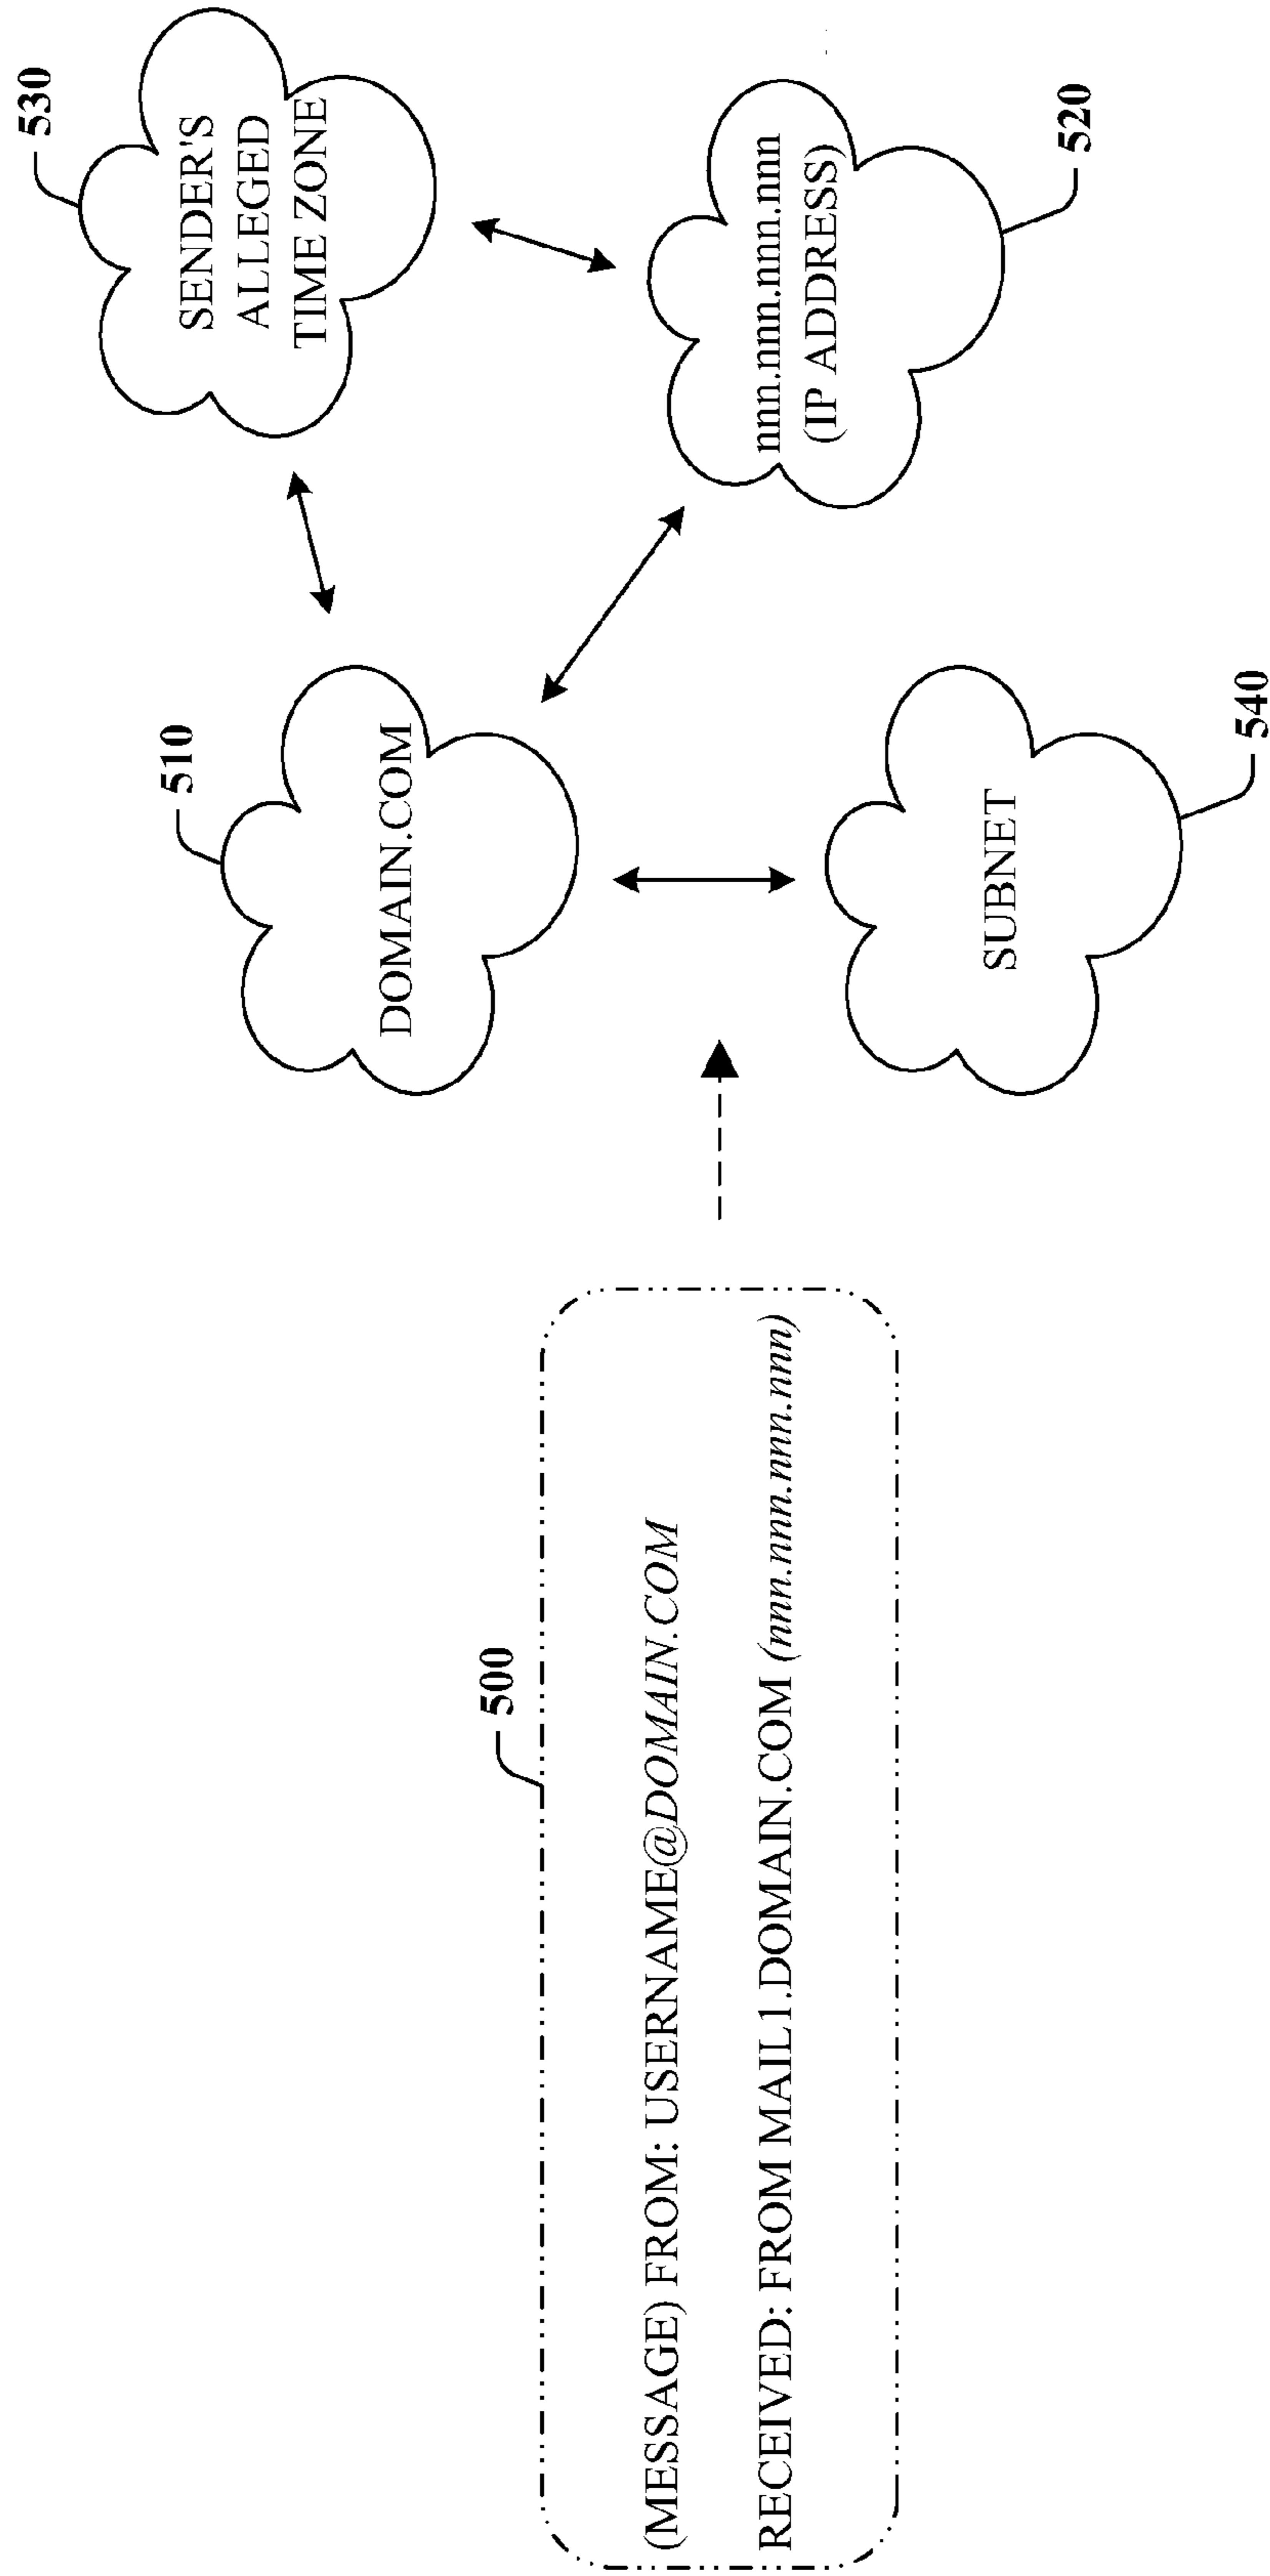 500
(MESSAGE) FROM: USERNAME@DOMAIN.COM
RECEIVED: FROM MAIL1.DOMAIN.COM (nnn.nnn.nnn.nnn)
510
DOMAIN.COM
530
SENDER'S
ALLEGED
TIME ZONE
nnn.nnn.nnn.nnn
(IP ADDRESS)
520
SUBNET
540